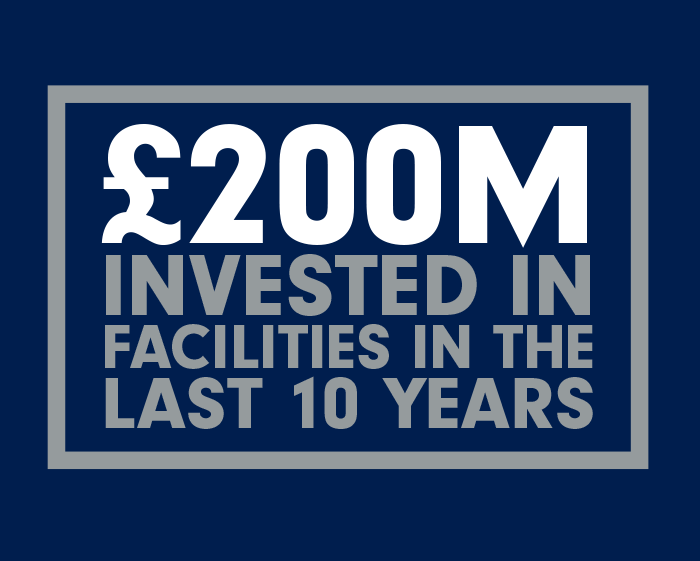 £200M
INVESTED IN
FACILITIES IN THE
LAST 10 YEARS